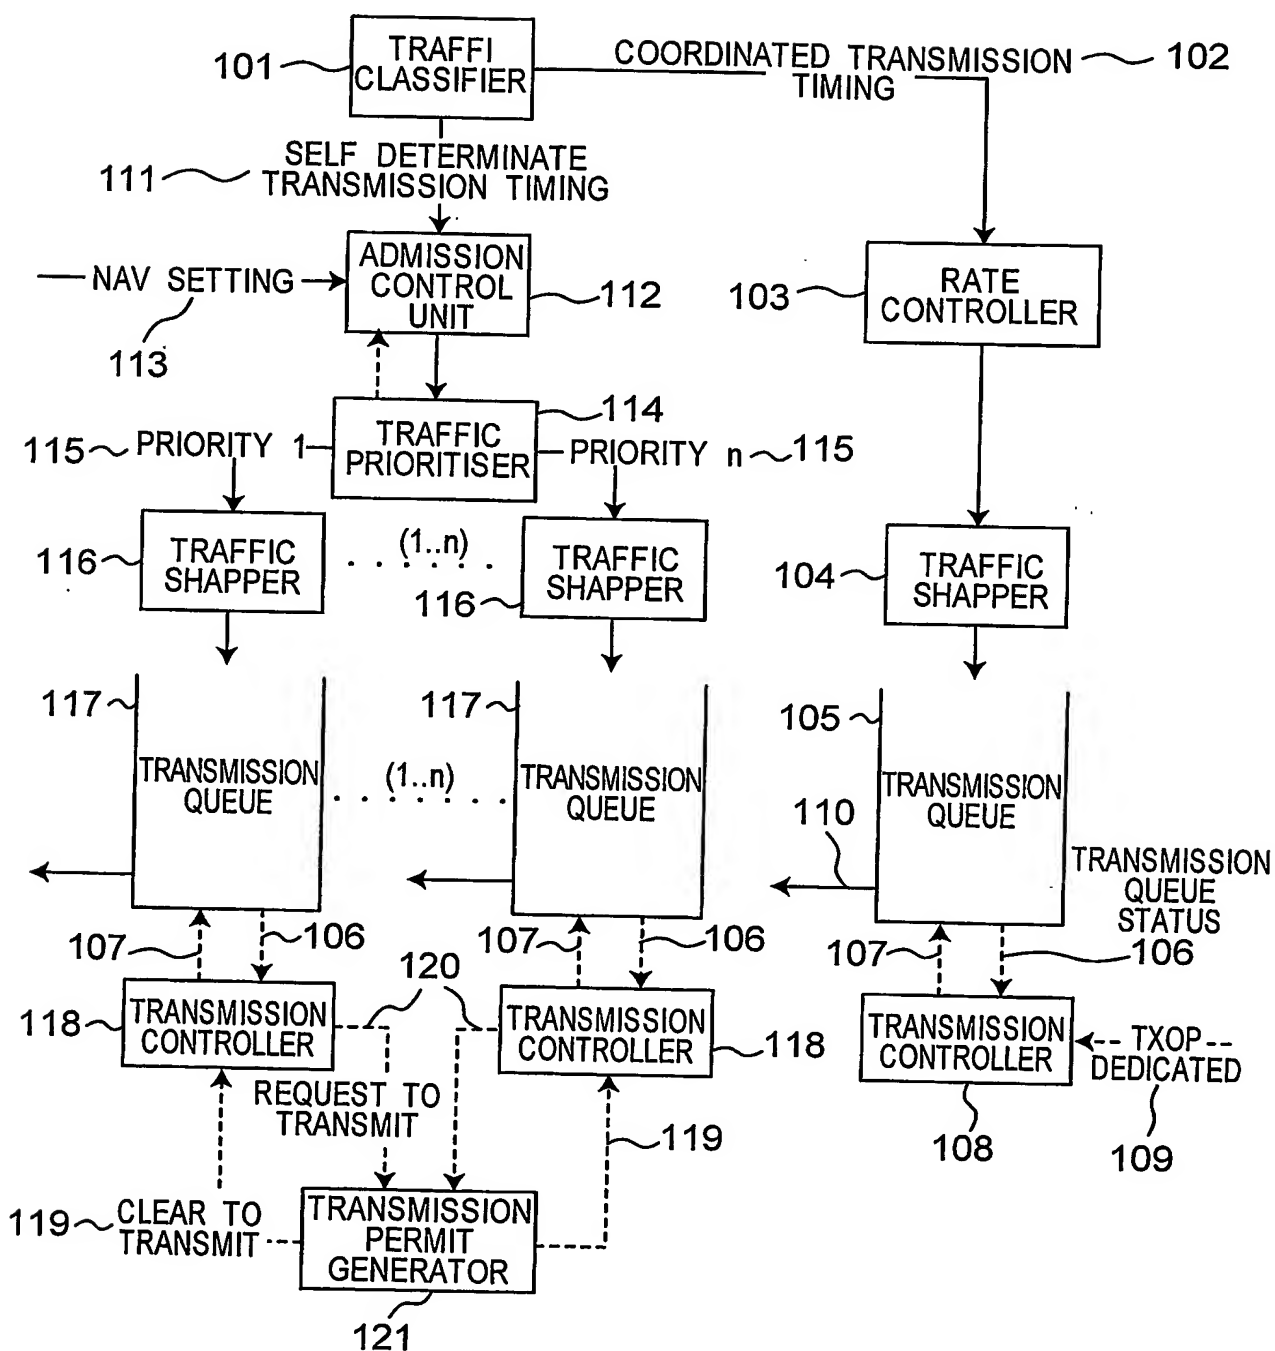 101
TRAFFI
CLASSIFIER
COORDINATED TRANSMISSION
TIMING
102
111
SELF DETERMINATE
TRANSMISSION TIMING
NAV SETTING
113
ADMISSION
CONTROL
UNIT
112
103
RATE
CONTROLLER
114
115
PRIORITY 1
TRAFFIC
PRIORITISER
PRIORITY n
115
116
TRAFFIC
SHAPPER
(1..n)
116
TRAFFIC
SHAPPER
104
TRAFFIC
SHAPPER
117
TRANSMISSION
QUEUE
(1..n)
117
TRANSMISSION
QUEUE
105
TRANSMISSION
QUEUE
110
TRANSMISSION
QUEUE
STATUS
107
106
107
106
107
106
118
TRANSMISSION
CONTROLLER
120
TRANSMISSION
CONTROLLER
118
TRANSMISSION
CONTROLLER
TXOP
DEDICATED
108
109
REQUEST TO
TRANSMIT
119
119
CLEAR TO
TRANSMIT
TRANSMISSION
PERMIT
GENERATOR
121